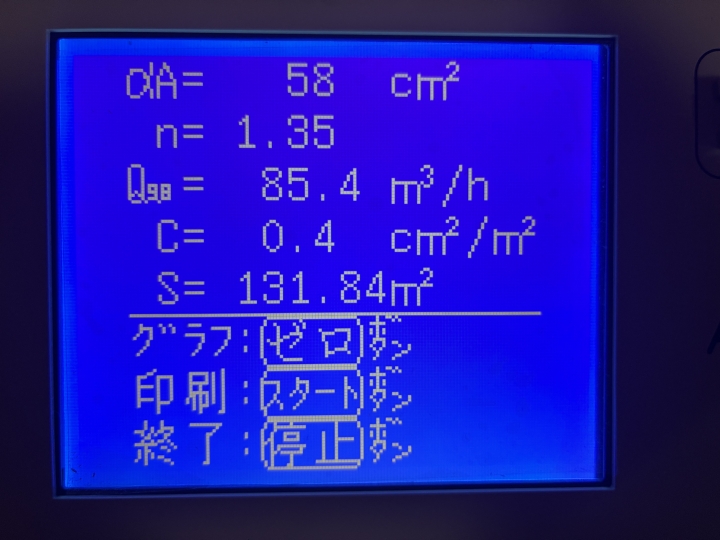 αA= 58 cm²
n= 1.35
Q98= 85.4 m³/h
C= 0.4 cm²/m²
S= 131.84m²
グラフ:ゼロボタン
印刷:スタートボタン
終了:停止ボタン